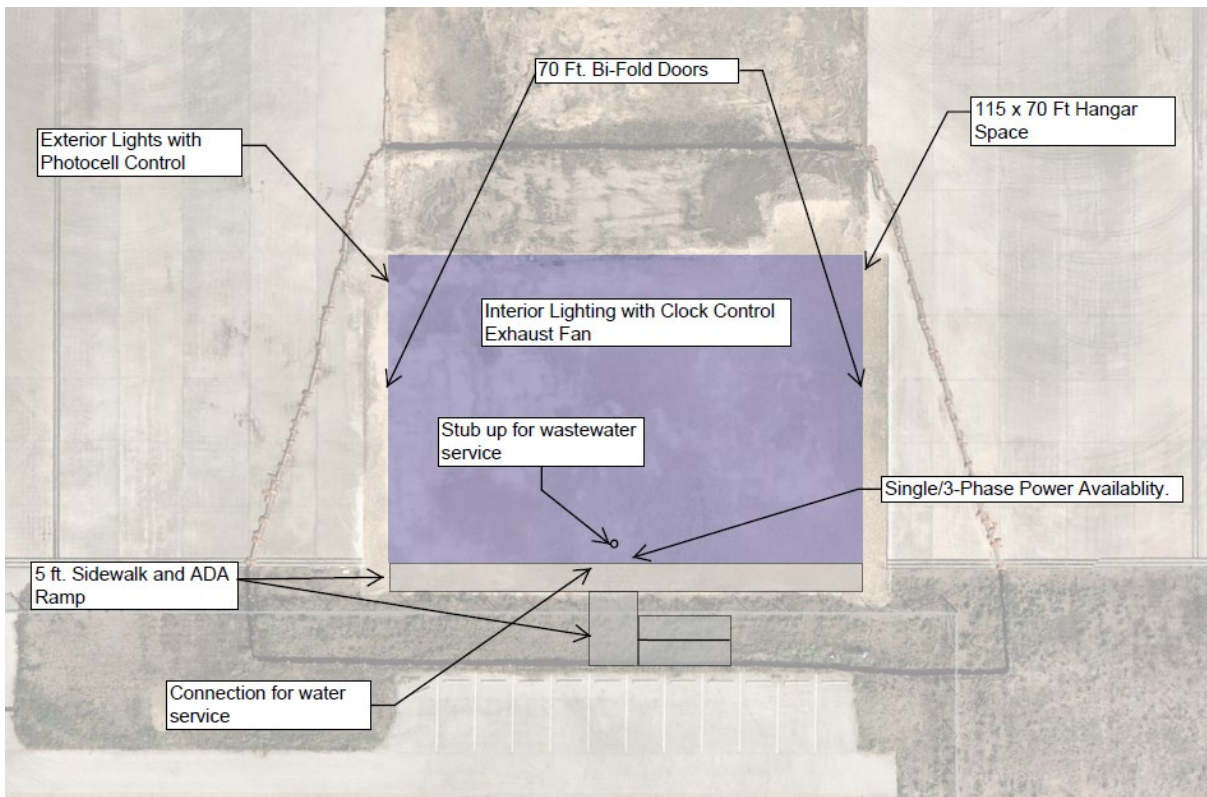 70 Ft. Bi-Fold Doors
115 x 70 Ft Hangar
Space
Exterior Lights with
Photocell Control
Interior Lighting with Clock Control
Exhaust Fan
Stub up for wastewater
service
Single/3-Phase Power Availablity.
5 ft. Sidewalk and ADA
Ramp
Connection for water
service